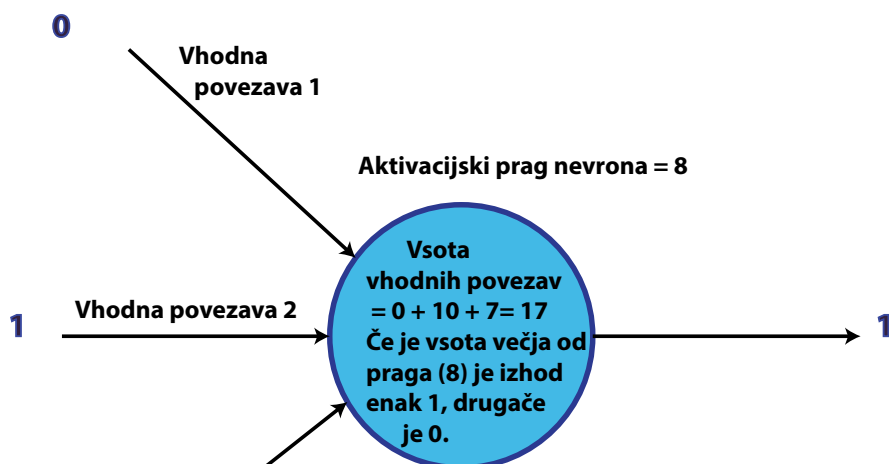 0
Vhodna
povezava 1
Aktivacijski prag nevrona = 8
Vsota
vhodnih povezav
= 0 + 10 + 7= 17
Če je vsota večja od
praga (8) je izhod
enak 1, drugače
je 0.
1
Vhodna povezava 2
1